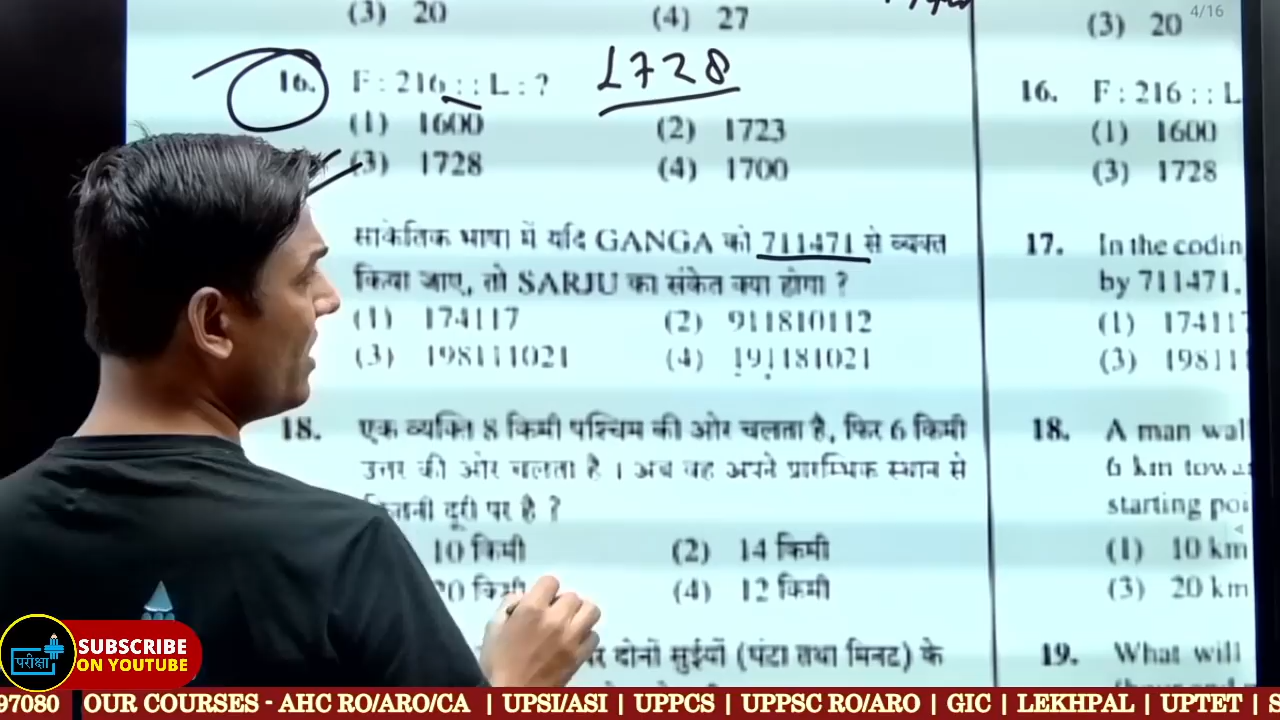 (3) 20 (4) 27
16. F : 216 : : L : ? 1728
(1) 1600 (2) 1723
(3) 1728 (4) 1700
सांकेतिक भाषा में यदि GANGA को 711471 से व्यक्त
किया जाए, तो SARJU का संकेत क्या होगा ?
(1) 174117 (2) 911810112
(3) 198111021 (4) 191181021
18. एक व्यक्ति 8 किमी पश्चिम की ओर चलता है, फिर 6 किमी
उत्तर की ओर चलता है । अब वह अपने प्रारम्भिक स्थान से
दूरी पर है ?
10 किमी (2) 14 किमी
(4) 12 किमी
दोनों सुईयों (घंटा तथा मिनट) के
4/16
(3) 20
16. F : 216 : : L
(1) 1600
(3) 1728
17. In the codin
by 711471,
(1) 17411
(3) 19811
18. A man wal
6 km
starting
(1) 10 km
(3) 20 km
19. What will
परीक्षा
SUBSCRIBE
ON YOUTUBE
97080 OUR COURSES - AHC RO/ARO/CA | UPSI/ASI | UPPCS | UPPSC RO/ARO | GIC | LEKHPAL | UPTET | S